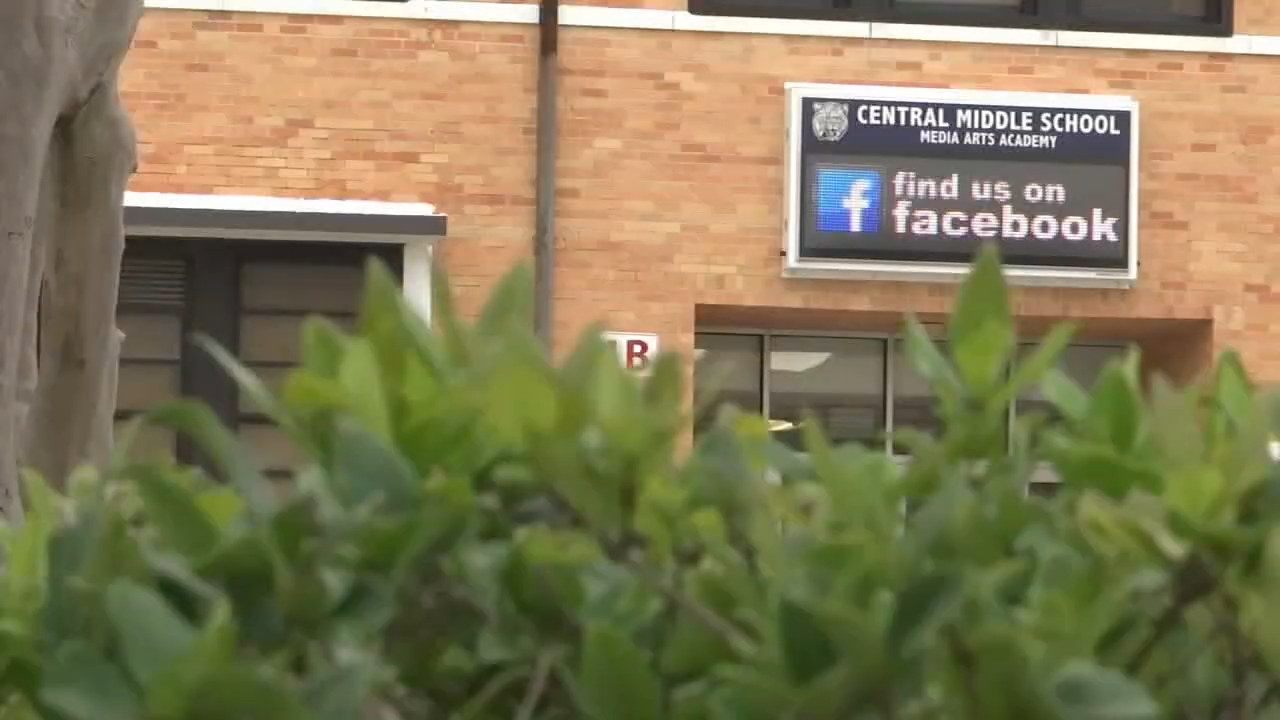 CENTRAL MIDDLE SCHOOL
MEDIA ARTS ACADEMY
f find us on
facebook
B